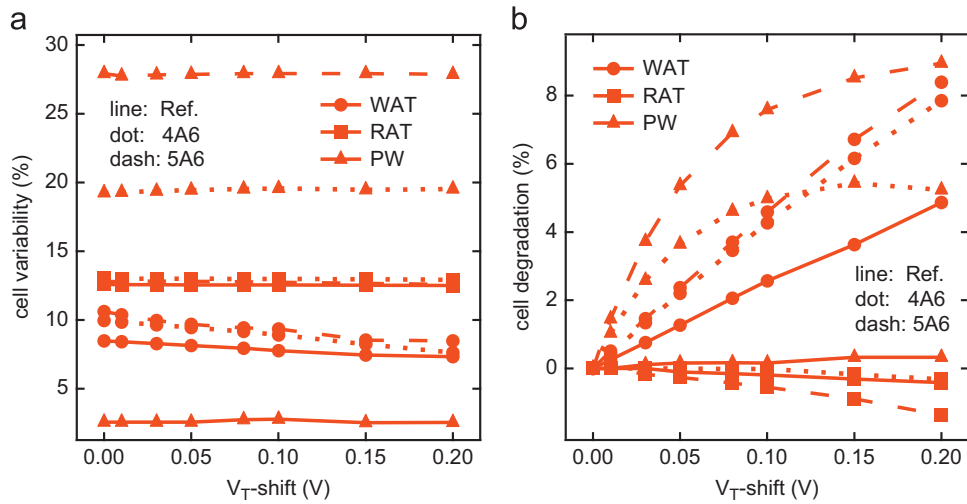 a
30
25
20
15
10
5
cell variability (%)
line: Ref.
dot: 4A6
dash: 5A6
WAT
RAT
PW
0.00 0.05 0.10 0.15 0.20
V_T-shift (V)
b
8
6
4
2
0
cell degradation (%)
WAT
RAT
PW
line: Ref.
dot: 4A6
dash: 5A6
0.00 0.05 0.10 0.15 0.20
V_T-shift (V)